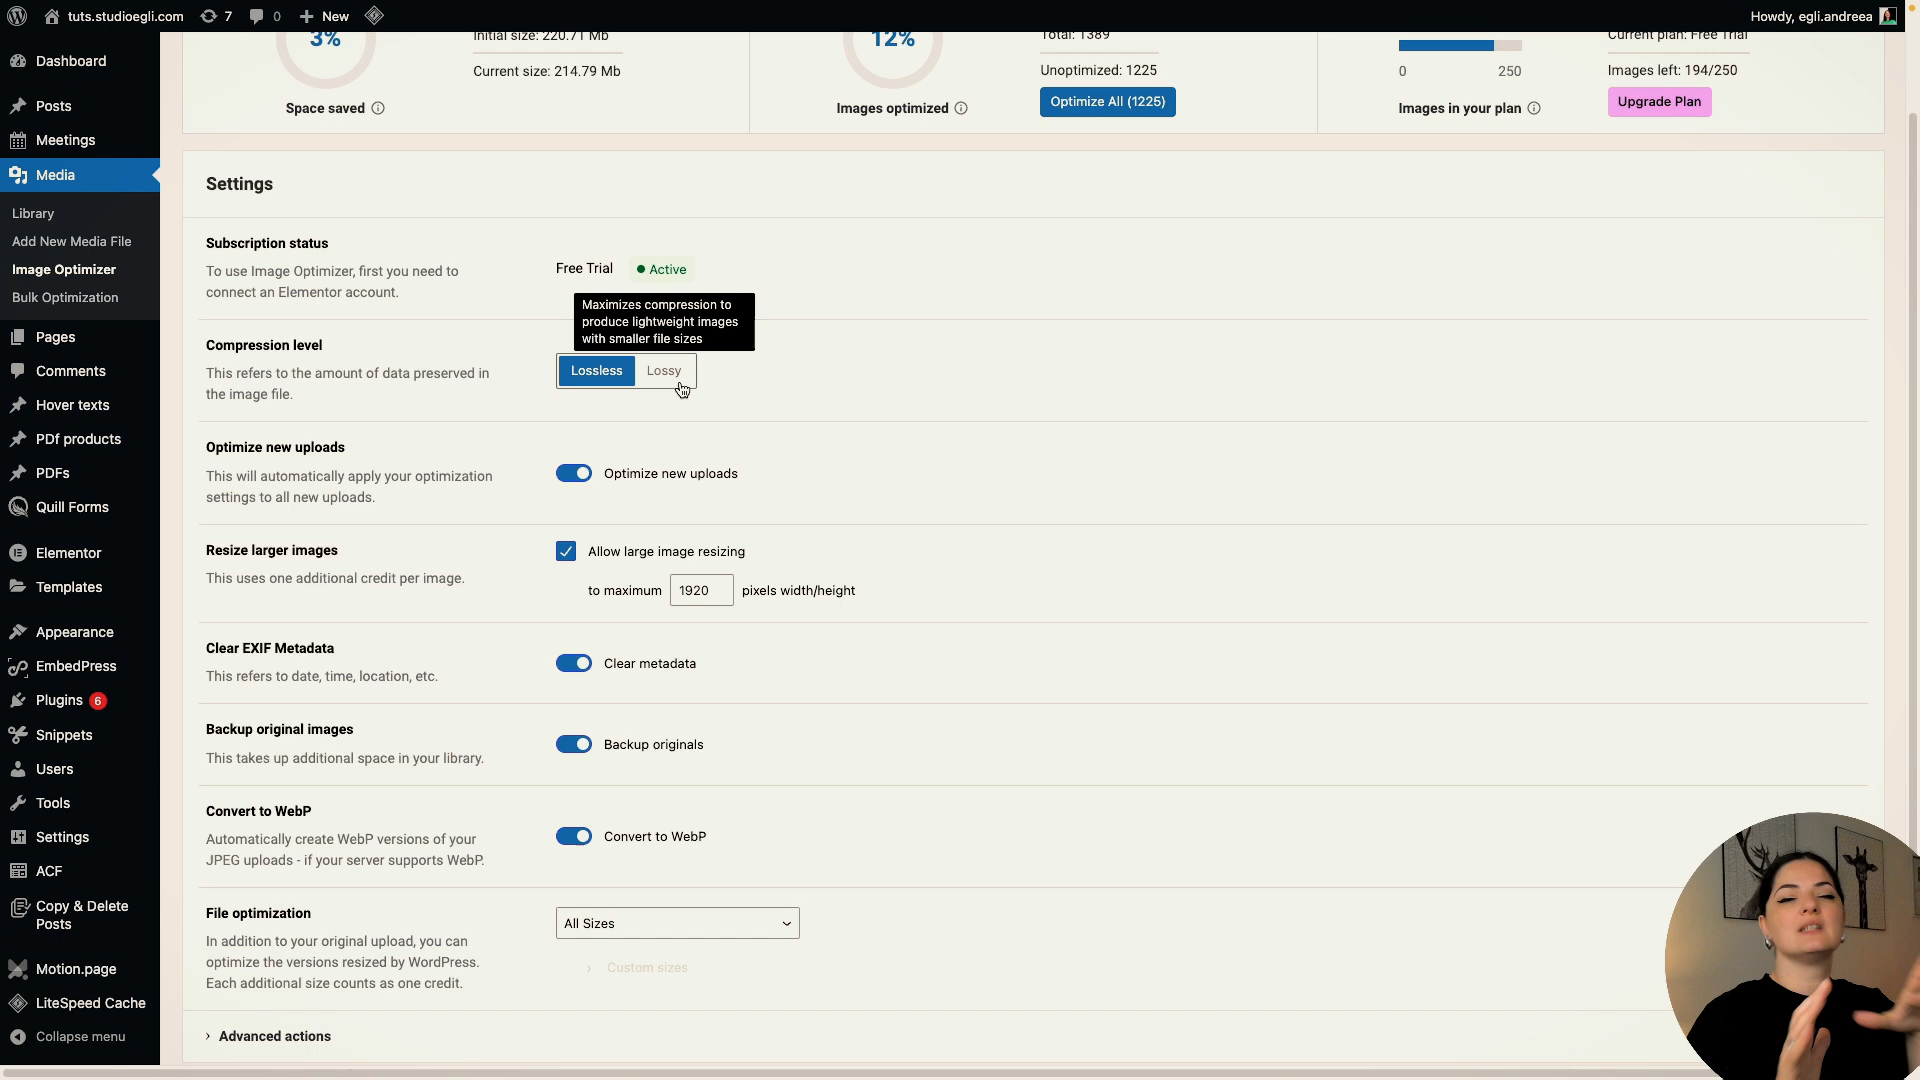 tuts.studioegli.com
7
0
New
Howdy, egli.andreea
Dashboard
Posts
Meetings
Media
Library
Add New Media File
Image Optimizer
Bulk Optimization
Pages
Comments
Hover texts
PDf products
PDFs
Quill Forms
Elementor
Templates
Appearance
EmbedPress
Plugins 6
Snippets
Users
Tools
Settings
ACF
Copy & Delete
Posts
Motion.page
LiteSpeed Cache
Collapse menu
3%
Initial size: 220.71 Mb
Current size: 214.79 Mb
Space saved
12%
Total: 1389
Unoptimized: 1225
Images optimized
Optimize All (1225)
0
250
Images in your plan
Current plan: Free Trial
Images left: 194/250
Upgrade Plan
Settings
Subscription status
To use Image Optimizer, first you need to
connect an Elementor account.
Free Trial
Active
Maximizes compression to
produce lightweight images
with smaller file sizes
Compression level
This refers to the amount of data preserved in
the image file.
Lossless
Lossy
Optimize new uploads
This will automatically apply your optimization
settings to all new uploads.
Optimize new uploads
Resize larger images
This uses one additional credit per image.
Allow large image resizing
to maximum 1920 pixels width/height
Clear EXIF Metadata
This refers to date, time, location, etc.
Clear metadata
Backup original images
This takes up additional space in your library.
Backup originals
Convert to WebP
Automatically create WebP versions of your
JPEG uploads - if your server supports WebP.
Convert to WebP
File optimization
In addition to your original upload, you can
optimize the versions resized by WordPress.
Each additional size counts as one credit.
All Sizes
Custom sizes
Advanced actions